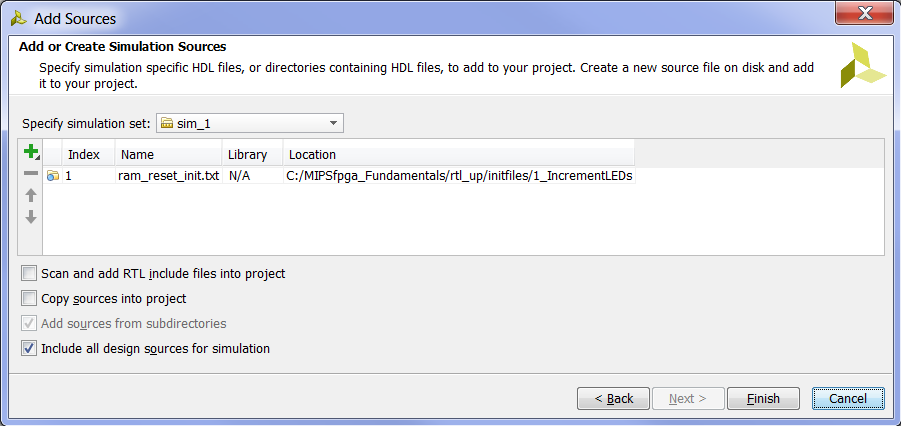 Add Sources
Add or Create Simulation Sources
Specify simulation specific HDL files, or directories containing HDL files, to add to your project. Create a new source file on disk and add
it to your project.
Specify simulation set: sim_1
Index Name Library Location
1 ram_reset_init.txt N/A C:/MIPSfpga_Fundamentals/rtl_up/initfiles/1_IncrementLEDs
Scan and add RTL include files into project
Copy sources into project
Add sources from subdirectories
Include all design sources for simulation
< Back Next > Finish Cancel